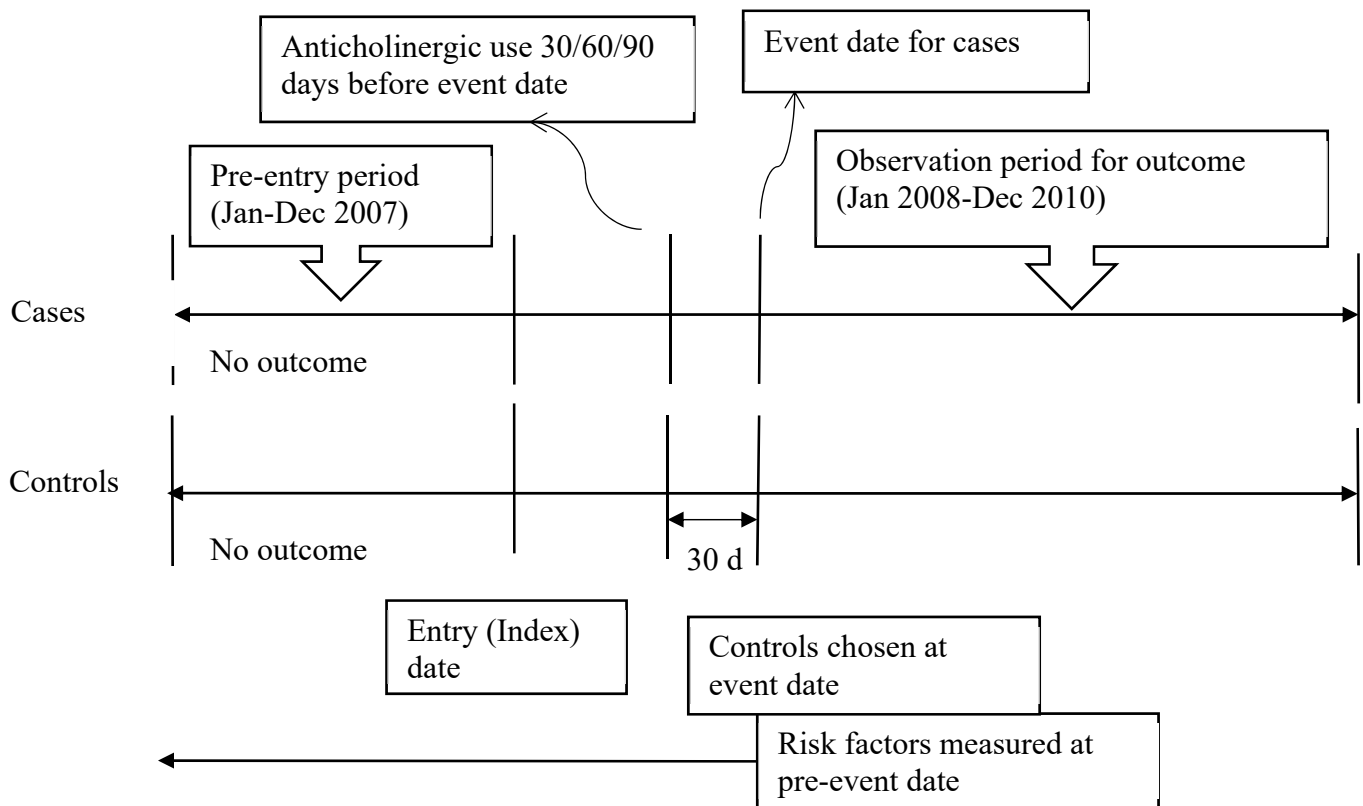 Anticholinergic use 30/60/90
days before event date
Event date for cases
Pre-entry period
(Jan-Dec 2007)
Observation period for outcome
(Jan 2008-Dec 2010)
Cases
No outcome
Controls
No outcome
30 d
Entry (Index)
date
Controls chosen at
event date
Risk factors measured at
pre-event date